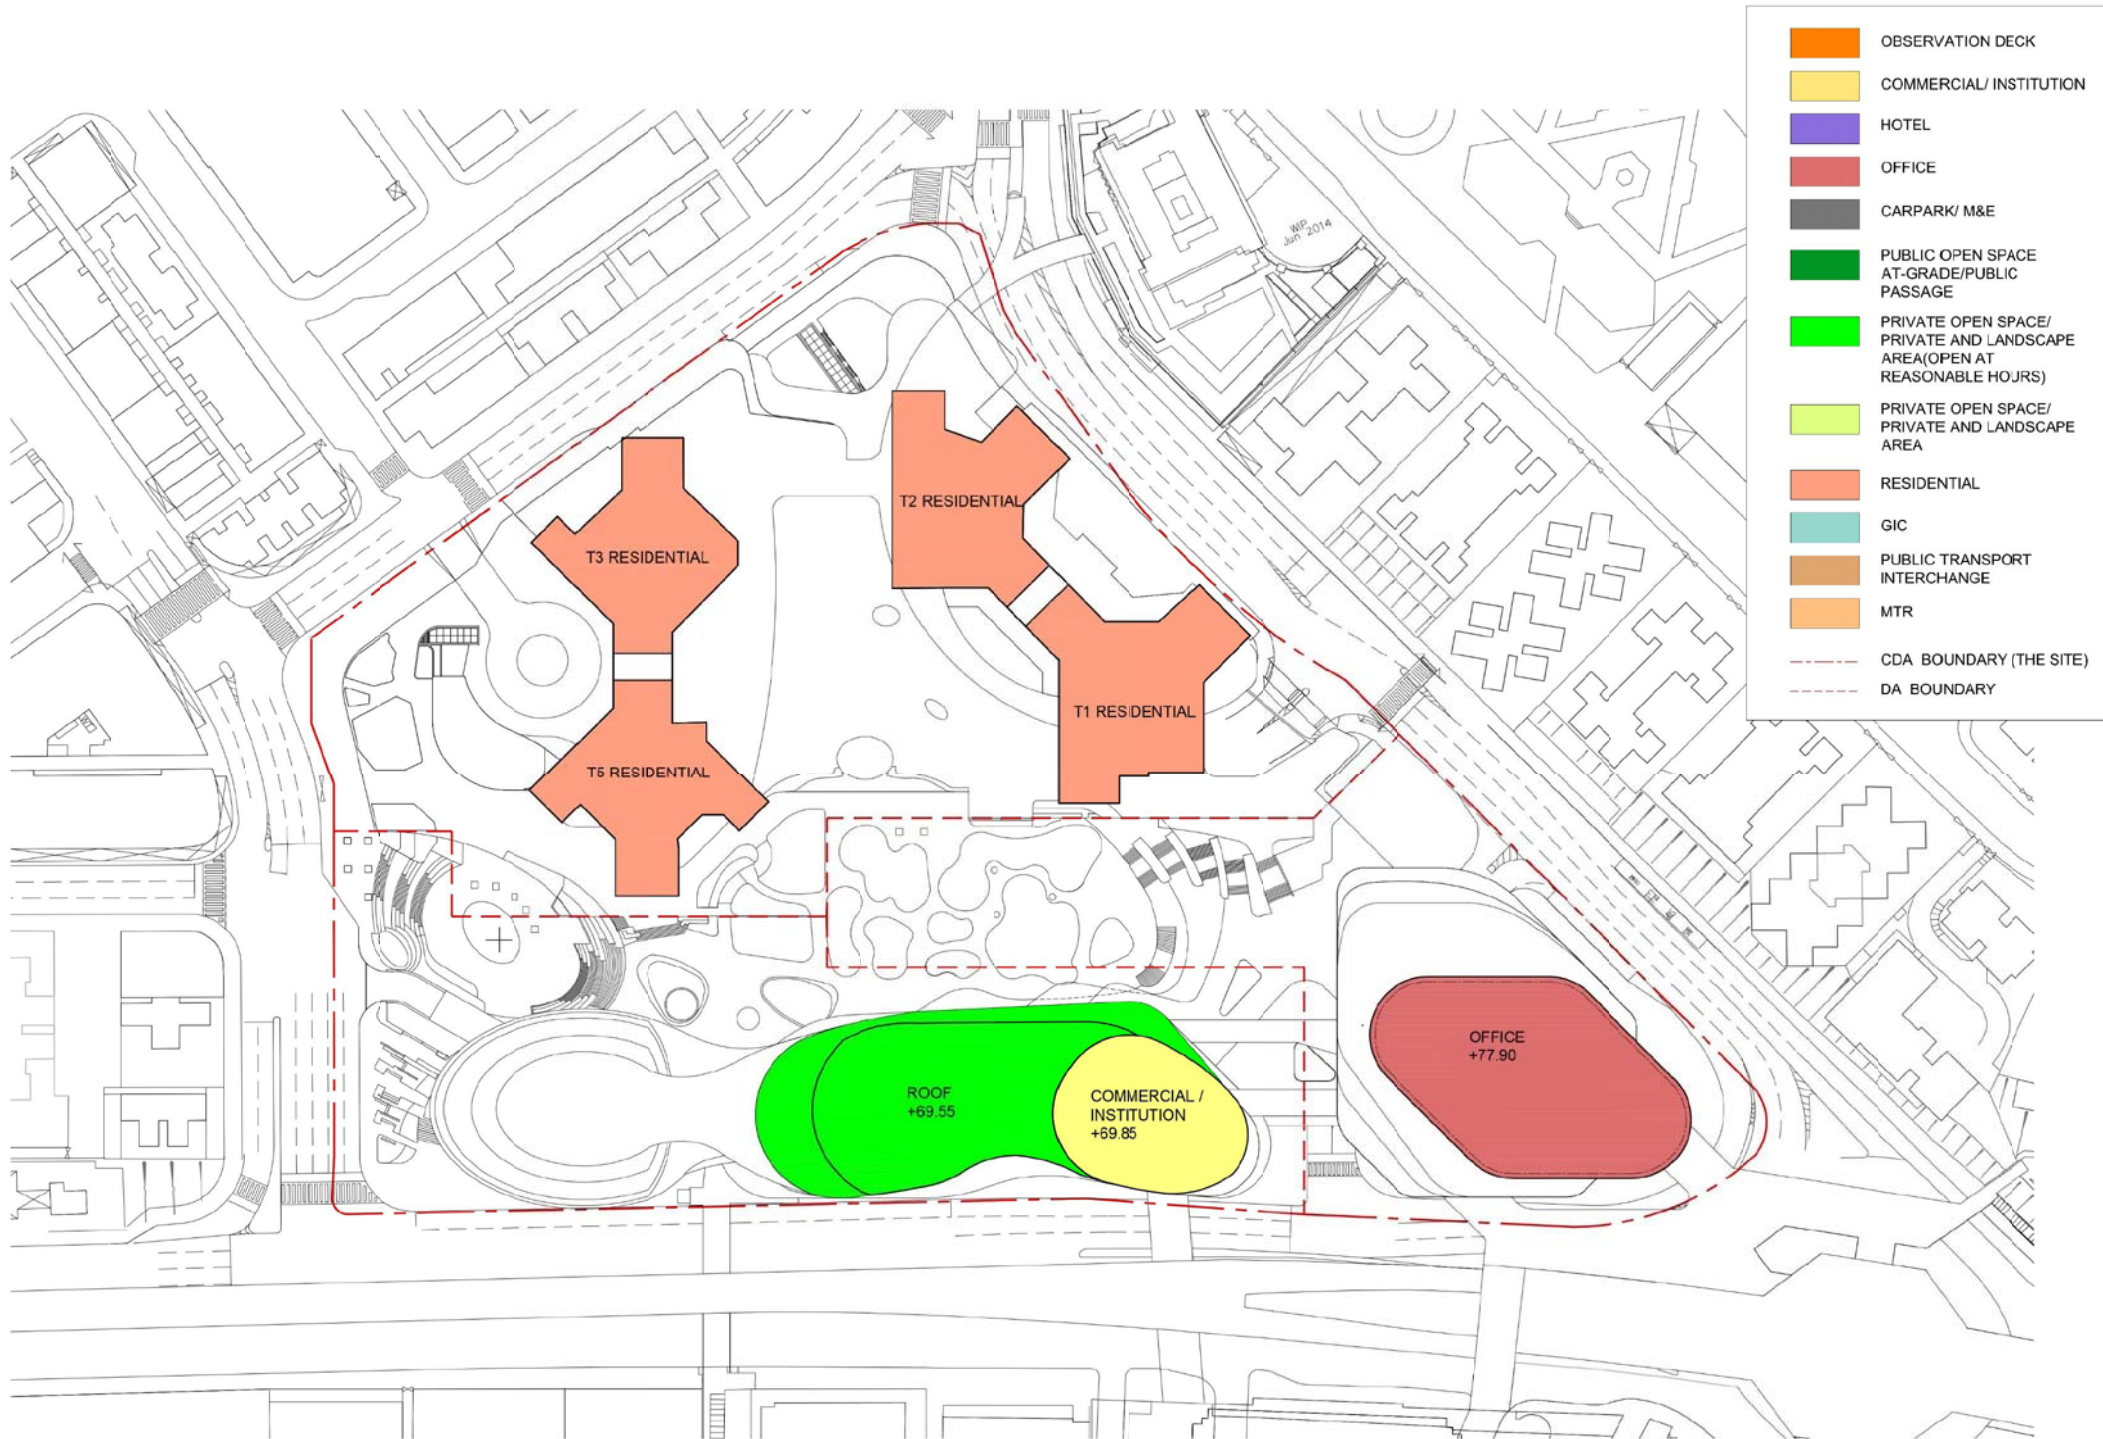 OBSERVATION DECK
COMMERCIAL/ INSTITUTION
HOTEL
OFFICE
CARPARK/ M&E
PUBLIC OPEN SPACE
AT-GRADE/PUBLIC
PASSAGE
PRIVATE OPEN SPACE/
PRIVATE AND LANDSCAPE
AREA(OPEN AT
REASONABLE HOURS)
PRIVATE OPEN SPACE/
PRIVATE AND LANDSCAPE
AREA
RESIDENTIAL
GIC
PUBLIC TRANSPORT
INTERCHANGE
MTR
CDA BOUNDARY (THE SITE)
DA BOUNDARY
WIP
Jun 2014
T2 RESIDENTIAL
T3 RESIDENTIAL
T1 RESIDENTIAL
T5 RESIDENTIAL
OFFICE
+77.90
ROOF
+69.55
COMMERCIAL /
INSTITUTION
+69.85